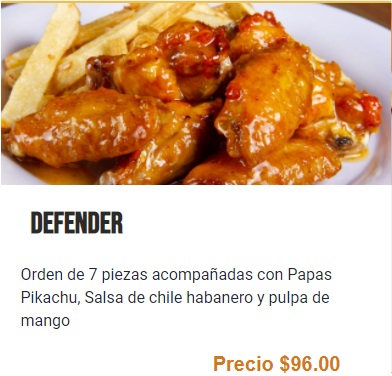 DEFENDER
Orden de 7 piezas acompañadas con Papas
Pikachu, Salsa de chile habanero y pulpa de
mango
Precio $96.00